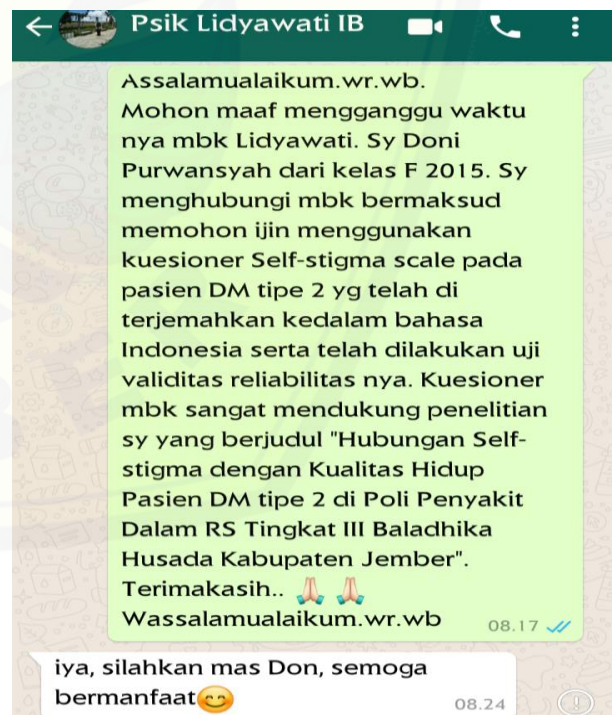 Psik Lidyawati IB
Assalamualaikum.wr.wb.
Mohon maaf mengganggu waktu
nya mbk Lidyawati. Sy Doni
Purwansyah dari kelas F 2015. Sy
menghubungi mbk bermaksud
memohon ijin menggunakan
kuesioner Self-stigma scale pada
pasien DM tipe 2 yg telah di
terjemahkan kedalam bahasa
Indonesia serta telah dilakukan uji
validitas reliabilitas nya. Kuesioner
mbk sangat mendukung penelitian
sy yang berjudul "Hubungan Self-
stigma dengan Kualitas Hidup
Pasien DM tipe 2 di Poli Penyakit
Dalam RS Tingkat III Baladhika
Husada Kabupaten Jember".
Terimakasih.. 🙏🏻 🙏🏻
Wassalamualaikum.wr.wb 08.17
iya, silahkan mas Don, semoga
bermanfaat😊 08.24